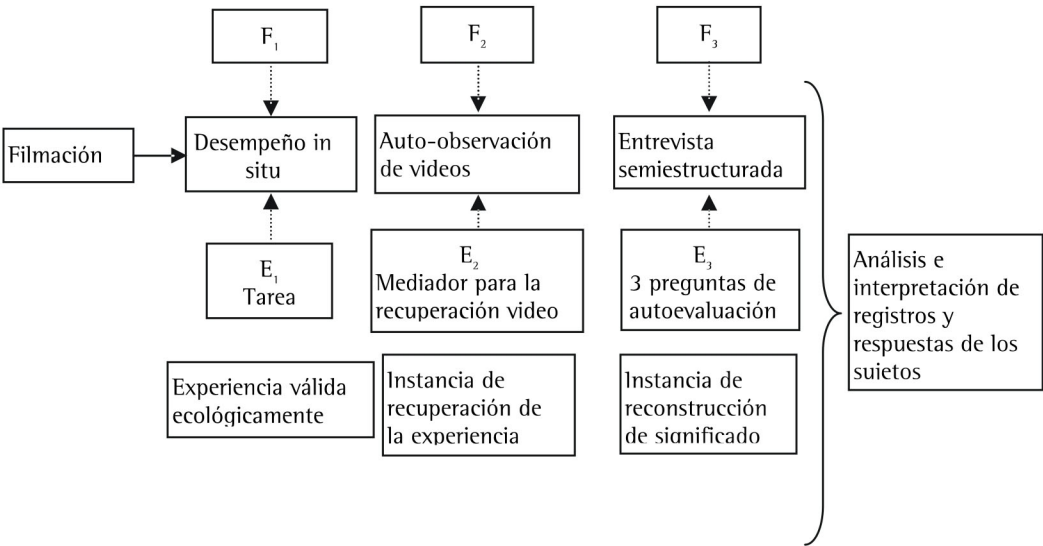 F₁
F₂
F₃
Filmación
Desempeño in
situ
Auto-observación
de videos
Entrevista
semiestructurada
E₁
Tarea
E₂
Mediador para la
recuperación video
E₃
3 preguntas de
autoevaluación
Análisis e
interpretación de
registros y
respuestas de los
sujetos
Experiencia válida
ecológicamente
Instancia de
recuperación de
la experiencia
Instancia de
reconstrucción
de significado